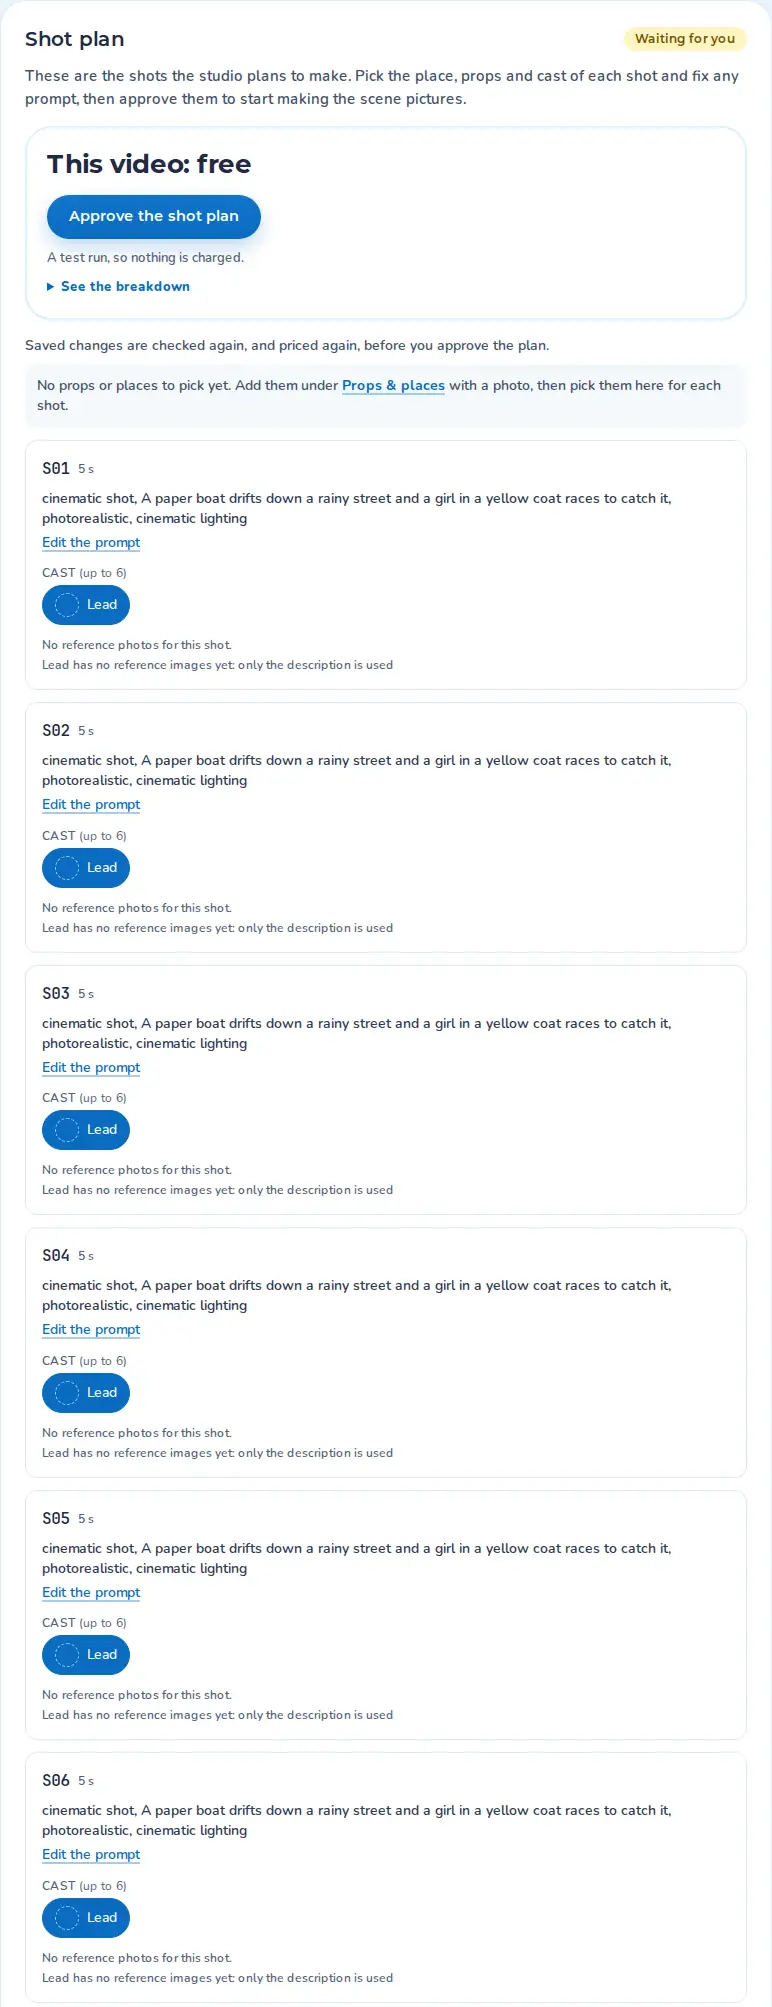 Shot plan
Waiting for you
These are the shots the studio plans to make. Pick the place, props and cast of each shot and fix any
prompt, then approve them to start making the scene pictures.
This video: free
Approve the shot plan
A test run, so nothing is charged.
See the breakdown
Saved changes are checked again, and priced again, before you approve the plan.
No props or places to pick yet. Add them under Props & places with a photo, then pick them here for each
shot.
S01 5 s
cinematic shot, A paper boat drifts down a rainy street and a girl in a yellow coat races to catch it,
photorealistic, cinematic lighting
Edit the prompt
CAST (up to 6)
Lead
No reference photos for this shot.
Lead has no reference images yet: only the description is used
S02 5 s
cinematic shot, A paper boat drifts down a rainy street and a girl in a yellow coat races to catch it,
photorealistic, cinematic lighting
Edit the prompt
CAST (up to 6)
Lead
No reference photos for this shot.
Lead has no reference images yet: only the description is used
S03 5 s
cinematic shot, A paper boat drifts down a rainy street and a girl in a yellow coat races to catch it,
photorealistic, cinematic lighting
Edit the prompt
CAST (up to 6)
Lead
No reference photos for this shot.
Lead has no reference images yet: only the description is used
S04 5 s
cinematic shot, A paper boat drifts down a rainy street and a girl in a yellow coat races to catch it,
photorealistic, cinematic lighting
Edit the prompt
CAST (up to 6)
Lead
No reference photos for this shot.
Lead has no reference images yet: only the description is used
S05 5 s
cinematic shot, A paper boat drifts down a rainy street and a girl in a yellow coat races to catch it,
photorealistic, cinematic lighting
Edit the prompt
CAST (up to 6)
Lead
No reference photos for this shot.
Lead has no reference images yet: only the description is used
S06 5 s
cinematic shot, A paper boat drifts down a rainy street and a girl in a yellow coat races to catch it,
photorealistic, cinematic lighting
Edit the prompt
CAST (up to 6)
Lead
No reference photos for this shot.
Lead has no reference images yet: only the description is used